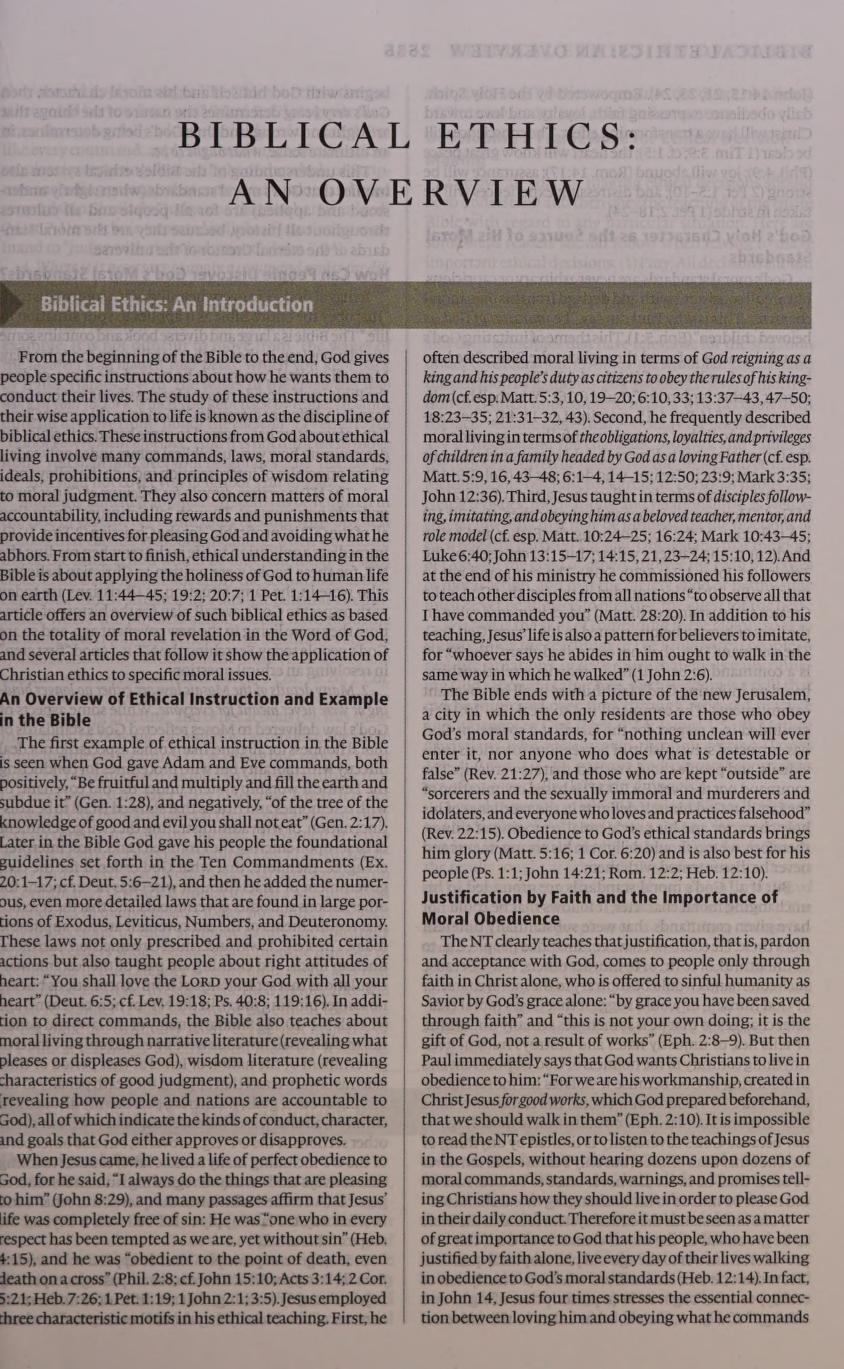 BIBLICAL ETHICS:
AN OVERVIEW
Biblical Ethics: An Introduction
From the beginning of the Bible to the end, God gives
people specific instructions about how he wants them to
conduct their lives. The study of these instructions and
their wise application to life is known as the discipline of
biblical ethics. These instructions from God about ethical
living involve many commands, laws, moral standards,
ideals, prohibitions, and principles of wisdom relating
to moral judgment. They also concern matters of moral
accountability, including rewards and punishments that
provide incentives for pleasing God and avoiding what he
abhors. From start to finish, ethical understanding in the
Bible is about applying the holiness of God to human life
on earth (Lev. 11:44–45; 19:2; 20:7; 1 Pet. 1:14–16). This
article offers an overview of such biblical ethics as based
on the totality of moral revelation in the Word of God,
and several articles that follow it show the application of
Christian ethics to specific moral issues.
An Overview of Ethical Instruction and Example
in the Bible
The first example of ethical instruction in the Bible
is seen when God gave Adam and Eve commands, both
positively, “Be fruitful and multiply and fill the earth and
subdue it” (Gen. 1:28), and negatively, “of the tree of the
knowledge of good and evil you shall not eat” (Gen. 2:17).
Later in the Bible God gave his people the foundational
guidelines set forth in the Ten Commandments (Ex.
20:1–17; cf. Deut. 5:6–21), and then he added the numer-
ous, even more detailed laws that are found in large por-
tions of Exodus, Leviticus, Numbers, and Deuteronomy.
These laws not only prescribed and prohibited certain
actions but also taught people about right attitudes of
heart: “You shall love the LORD your God with all your
heart” (Deut. 6:5; cf. Lev. 19:18; Ps. 40:8; 119:16). In addi-
tion to direct commands, the Bible also teaches about
moral living through narrative literature (revealing what
pleases or displeases God), wisdom literature (revealing
characteristics of good judgment), and prophetic words
(revealing how people and nations are accountable to
God), all of which indicate the kinds of conduct, character,
and goals that God either approves or disapproves.
When Jesus came, he lived a life of perfect obedience to
God, for he said, “I always do the things that are pleasing
to him” (John 8:29), and many passages affirm that Jesus’
life was completely free of sin: He was “one who in every
respect has been tempted as we are, yet without sin” (Heb.
4:15), and he was “obedient to the point of death, even
death on a cross” (Phil. 2:8; cf. John 15:10; Acts 3:14; 2 Cor.
5:21; Heb. 7:26; 1 Pet. 1:19; 1 John 2:1; 3:5). Jesus employed
three characteristic motifs in his ethical teaching. First, he
often described moral living in terms of God reigning as a
king and his people’s duty as citizens to obey the rules of his king-
dom (cf. esp. Matt. 5:3, 10, 19–20; 6:10, 33; 13:37–43, 47–50;
18:23–35; 21:31–32, 43). Second, he frequently described
moral living in terms of the obligations, loyalties, and privileges
of children in a family headed by God as a loving Father (cf. esp.
Matt. 5:9, 16, 43–48; 6:1–4, 14–15; 12:50; 23:9; Mark 3:35;
John 12:36). Third, Jesus taught in terms of disciples follow-
ing, imitating, and obeying him as a beloved teacher, mentor, and
role model (cf. esp. Matt. 10:24–25; 16:24; Mark 10:43–45;
Luke 6:40; John 13:15–17; 14:15, 21, 23–24; 15:10, 12). And
at the end of his ministry he commissioned his followers
to teach other disciples from all nations “to observe all that
I have commanded you” (Matt. 28:20). In addition to his
teaching, Jesus’ life is also a pattern for believers to imitate,
for “whoever says he abides in him ought to walk in the
same way in which he walked” (1 John 2:6).
The Bible ends with a picture of the new Jerusalem,
a city in which the only residents are those who obey
God’s moral standards, for “nothing unclean will ever
enter it, nor anyone who does what is detestable or
false” (Rev. 21:27), and those who are kept “outside” are
“sorcerers and the sexually immoral and murderers and
idolaters, and everyone who loves and practices falsehood”
(Rev. 22:15). Obedience to God’s ethical standards brings
him glory (Matt. 5:16; 1 Cor. 6:20) and is also best for his
people (Ps. 1:1; John 14:21; Rom. 12:2; Heb. 12:10).
Justification by Faith and the Importance of
Moral Obedience
The NT clearly teaches that justification, that is, pardon
and acceptance with God, comes to people only through
faith in Christ alone, who is offered to sinful humanity as
Savior by God’s grace alone: “by grace you have been saved
through faith” and “this is not your own doing; it is the
gift of God, not a result of works” (Eph. 2:8–9). But then
Paul immediately says that God wants Christians to live in
obedience to him: “For we are his workmanship, created in
Christ Jesus for good works, which God prepared beforehand,
that we should walk in them” (Eph. 2:10). It is impossible
to read the NT epistles, or to listen to the teachings of Jesus
in the Gospels, without hearing dozens upon dozens of
moral commands, standards, warnings, and promises tell-
ing Christians how they should live in order to please God
in their daily conduct. Therefore it must be seen as a matter
of great importance to God that his people, who have been
justified by faith alone, live every day of their lives walking
in obedience to God’s moral standards (Heb. 12:14). In fact,
in John 14, Jesus four times stresses the essential connec-
tion between loving him and obeying what he commands